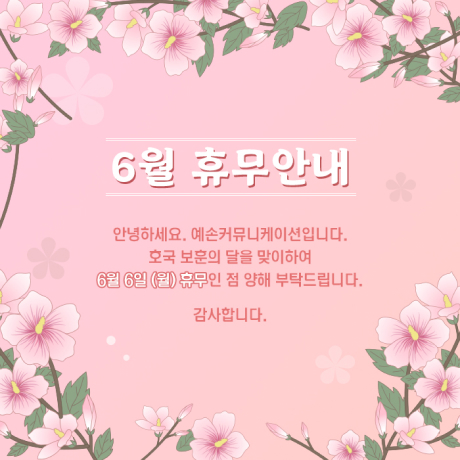 6월 휴무안내
안녕하세요. 예손커뮤니케이션입니다.
호국 보훈의 달을 맞이하여
6월 6일 (월) 휴무인 점 양해 부탁드립니다.
감사합니다.